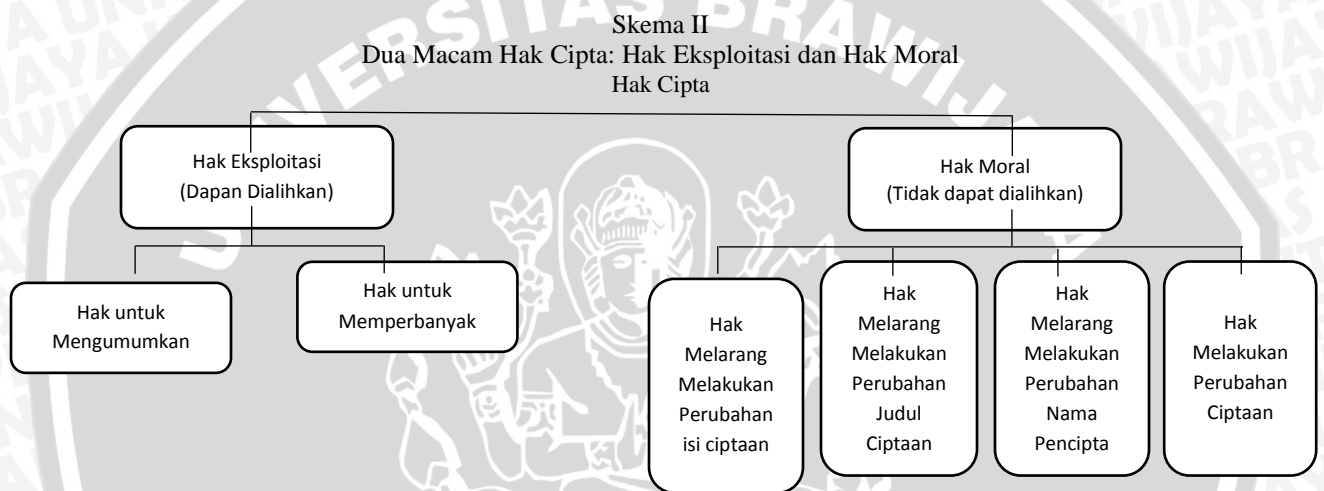 UNIVERSITAS BRAWIJAYA
Skema II
Dua Macam Hak Cipta: Hak Eksploitasi dan Hak Moral
Hak Cipta
Hak Eksploitasi
(Dapan Dialihkan)
Hak Moral
(Tidak dapat dialihkan)
Hak untuk
Mengumumkan
Hak untuk
Memperbanyak
Hak
Melarang
Melakukan
Perubahan
isi ciptaan
Hak
Melarang
Melakukan
Perubahan
Judul
Ciptaan
Hak
Melarang
Melakukan
Perubahan
Nama
Pencipta
Hak
Melakukan
Perubahan
Ciptaan